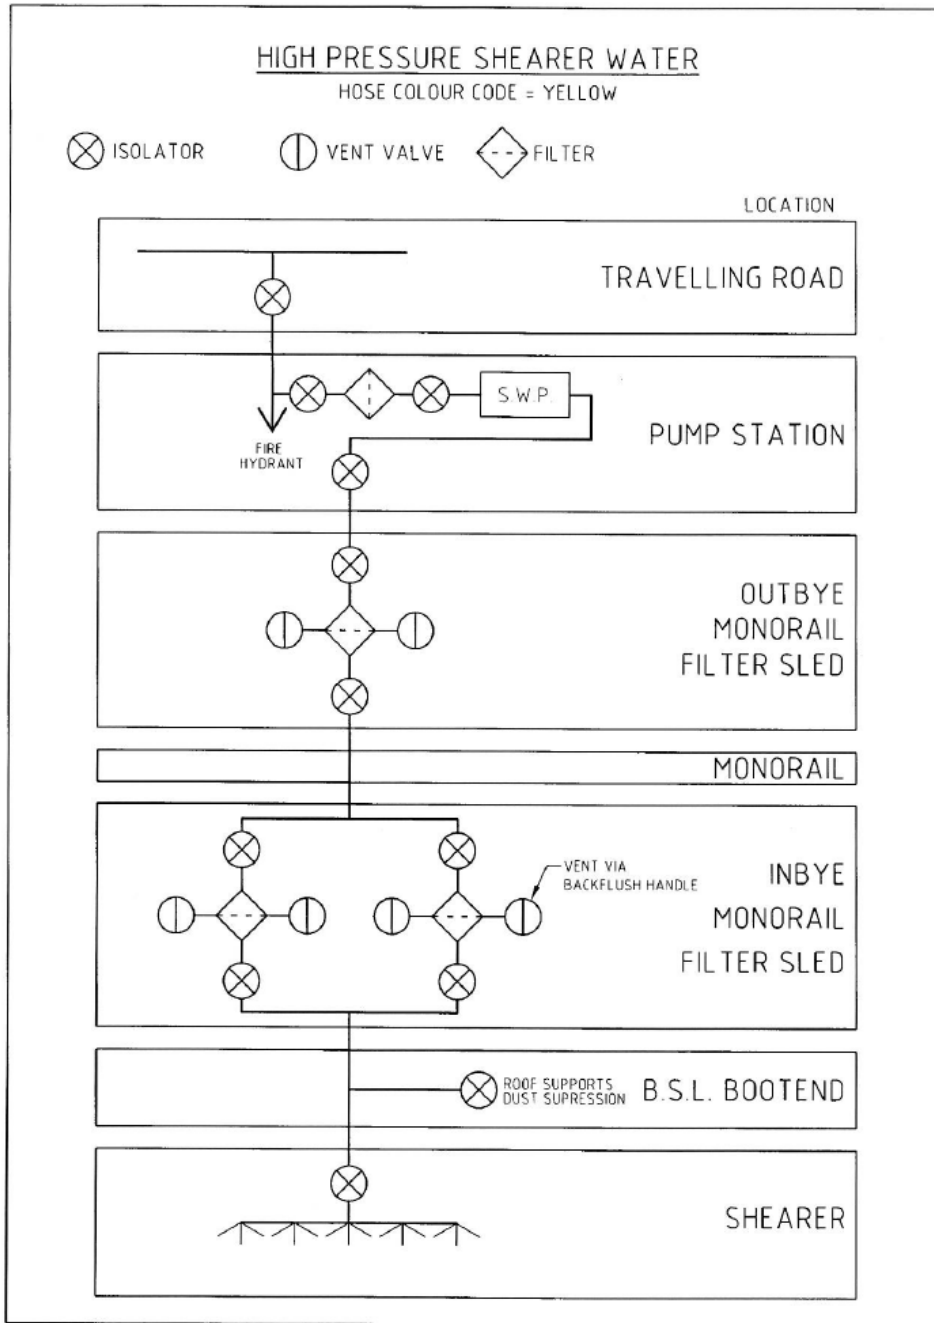 HIGH PRESSURE SHEARER WATER
HOSE COLOUR CODE = YELLOW
ISOLATOR
VENT VALVE
FILTER
LOCATION
TRAVELLING ROAD
S.W.P.
FIRE
HYDRANT
PUMP STATION
OUTBYE
MONORAIL
FILTER SLED
MONORAIL
VENT VIA
BACKFLUSH HANDLE
INBYE
MONORAIL
FILTER SLED
ROOF SUPPORTS
DUST SUPRESSION
B.S.L. BOOTEND
SHEARER